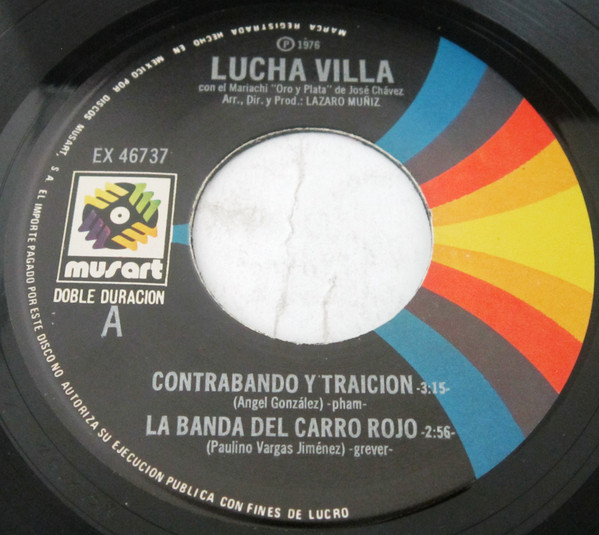 MARCA REGISTRADA HECHO EN MEXICO POR DISCOS MUSART, S.A. EL IMPORTE PAGADO POR ESTE DISCO NO AUTORIZA SU EJECUCION PUBLICA CON FINES DE LUCRO
Ⓟ 1976
LUCHA VILLA
con el Mariachi "Oro y Plata" de José Chávez
Arr., Dir. y Prod.: LAZARO MUÑIZ
EX 46737
musart
DOBLE DURACION
A
CONTRABANDO Y TRAICION -3:15-
(Angel González) -pham-
LA BANDA DEL CARRO ROJO -2:56-
(Paulino Vargas Jiménez) -grever-